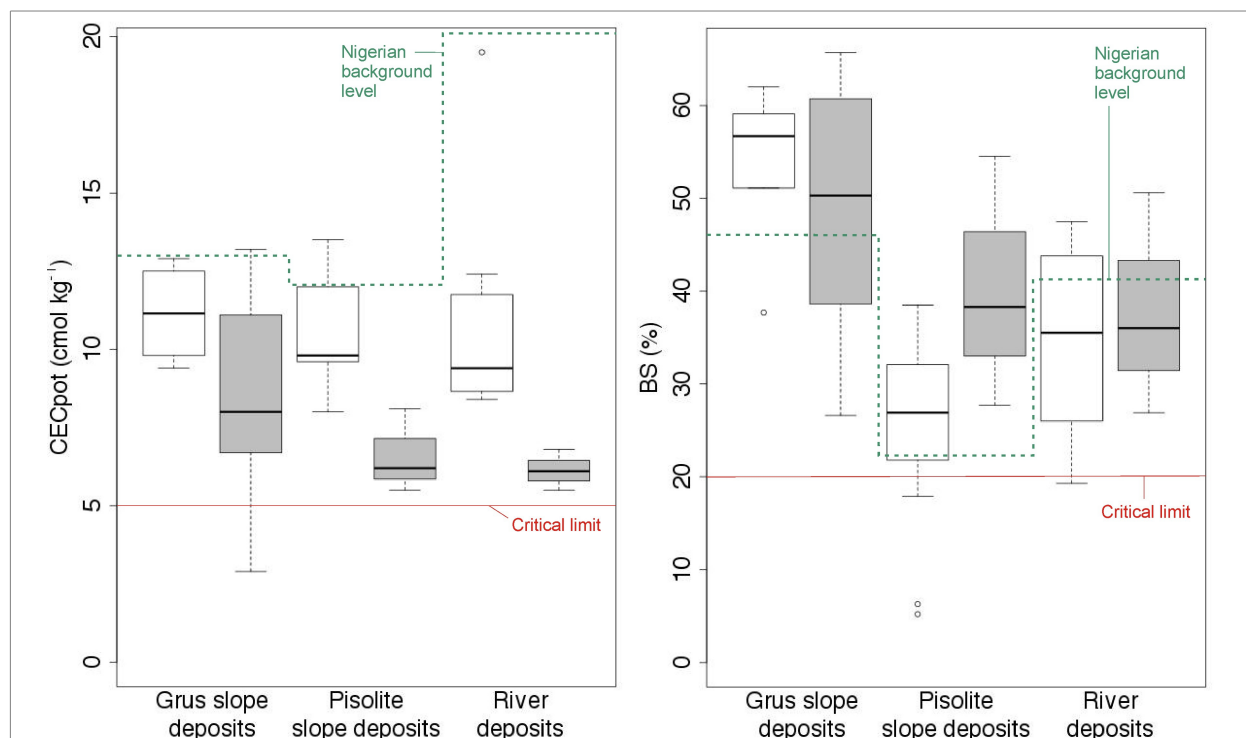 20
15
10
5
0
CECpot (cmol kg⁻¹)
Nigerian
background
level
Critical limit
Grus slope
deposits
Pisolite
slope deposits
River
deposits
60
50
40
30
20
10
0
BS (%)
Nigerian
background
level
Critical limit
Grus slope
deposits
Pisolite
slope deposits
River
deposits